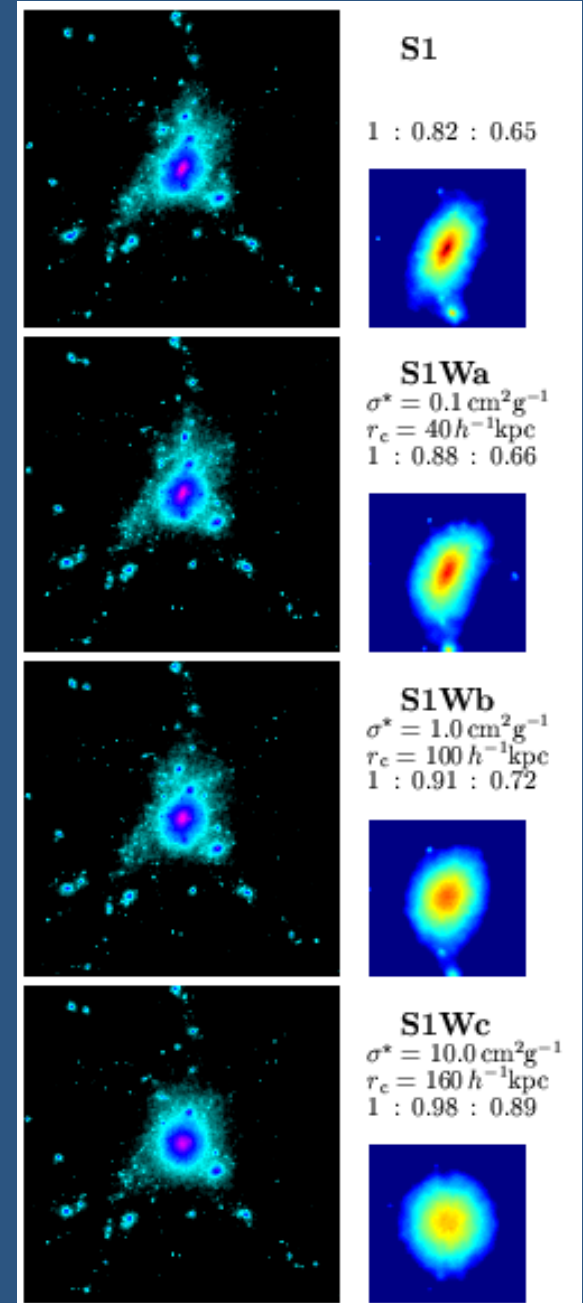 S1
1 : 0.82 : 0.65
S1Wa
σ* = 0.1 cm²g⁻¹
r_c = 40 h⁻¹kpc
1 : 0.88 : 0.66
S1Wb
σ* = 1.0 cm²g⁻¹
r_c = 100 h⁻¹kpc
1 : 0.91 : 0.72
S1Wc
σ* = 10.0 cm²g⁻¹
r_c = 160 h⁻¹kpc
1 : 0.98 : 0.89